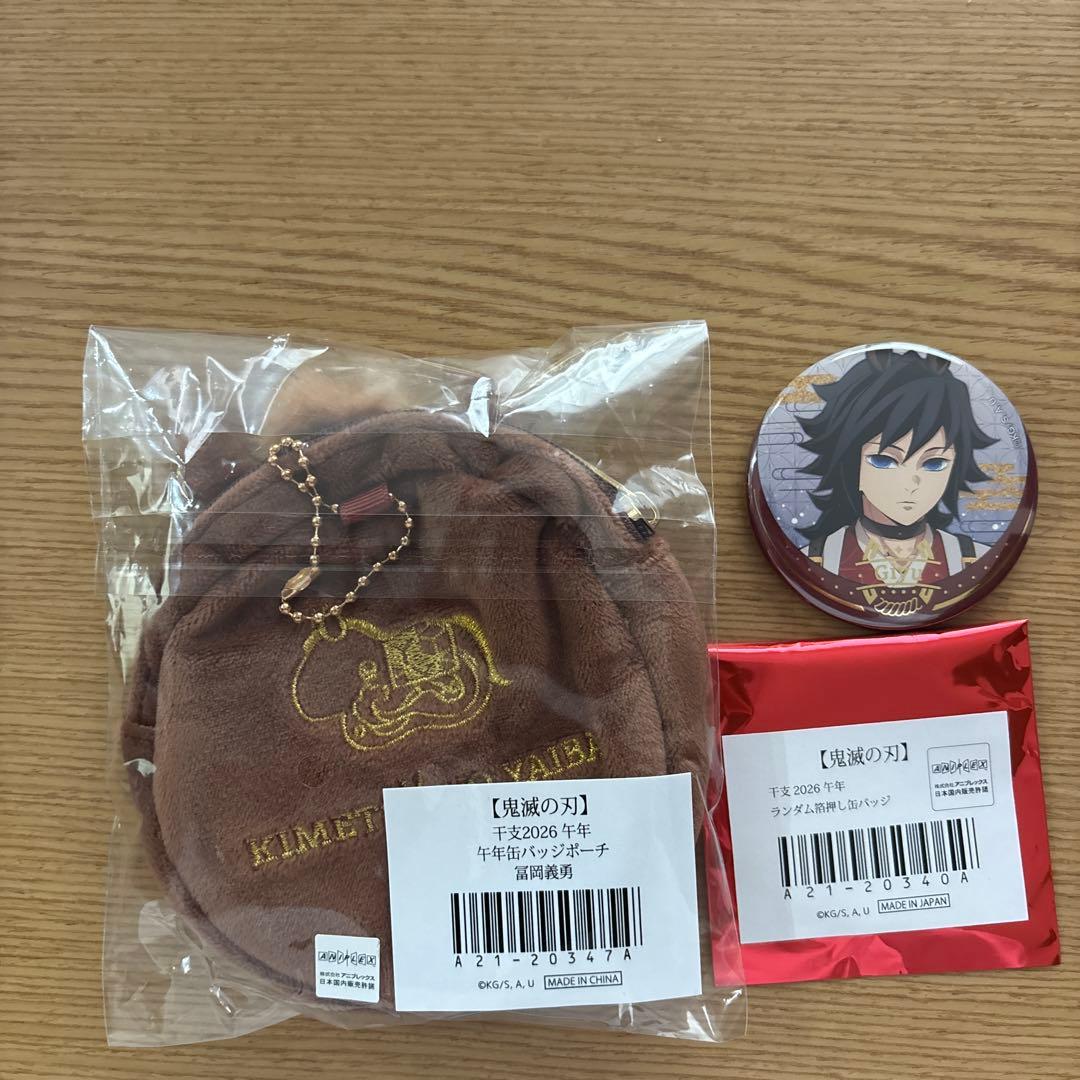 KIMET
YAIBA
【鬼滅の刃】
干支2026 午年
午年缶バッジポーチ
冨岡義勇
A21-20347A
©KG/S, A, U MADE IN CHINA
ANIPLEX
株式会社アニプレックス
日本国内販売許諾
©KG/S, A, U
Giyu
【鬼滅の刃】
干支2026 午年
ランダム箔押し缶バッジ
ANIPLEX
株式会社アニプレックス
日本国内販売許諾
A21-20340A
©KG/S, A, U MADE IN JAPAN